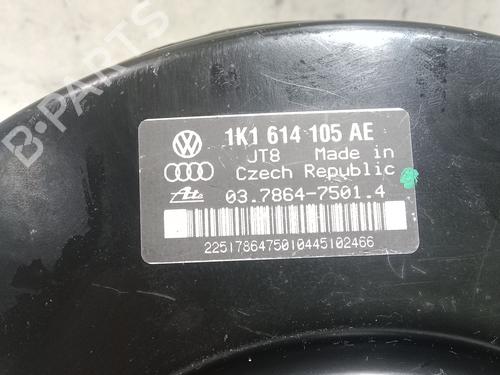 B-PARTS
1K1 614 105 AE
JT8 Made in
Czech Republic
03.7864-7501.4
2251786475010445102466